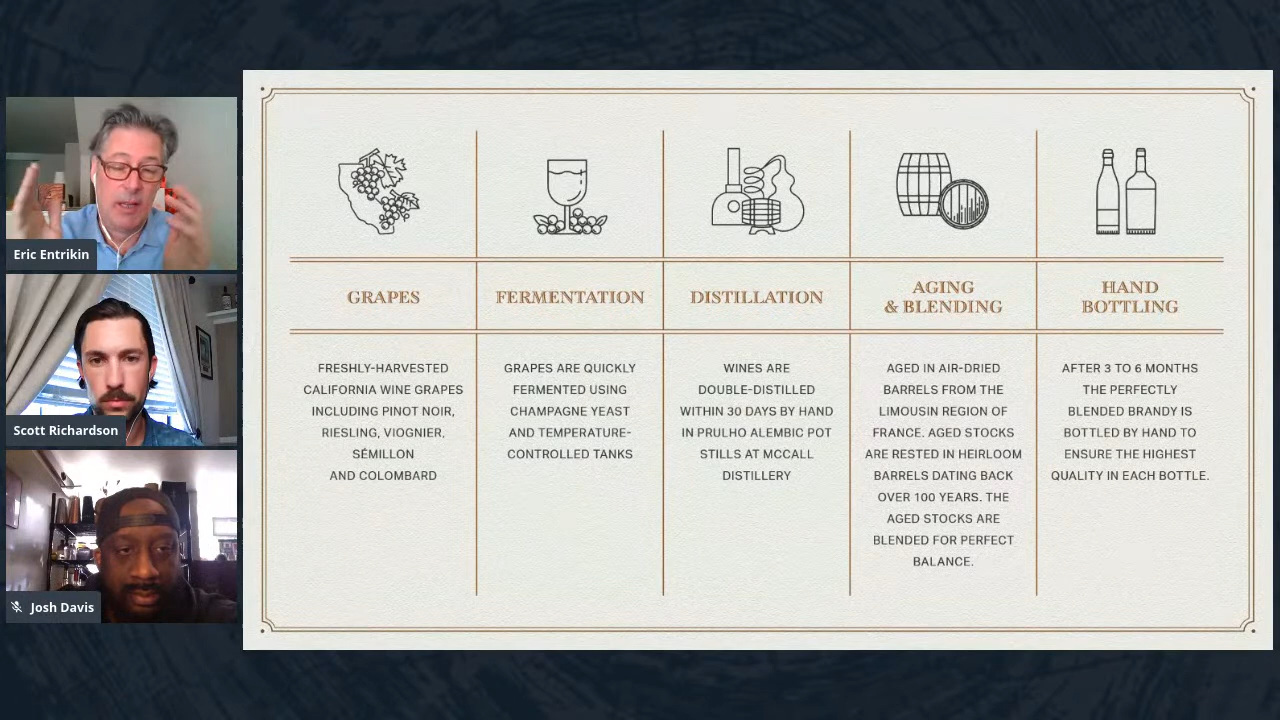 Eric Entrikin
Scott Richardson
Josh Davis
GRAPES
FRESHLY-HARVESTED
CALIFORNIA WINE GRAPES
INCLUDING PINOT NOIR,
RIESLING, VIOGNIER,
SÉMILLON
AND COLOMBARD
FERMENTATION
GRAPES ARE QUICKLY
FERMENTED USING
CHAMPAGNE YEAST
AND TEMPERATURE-
CONTROLLED TANKS
DISTILLATION
WINES ARE
DOUBLE-DISTILLED
WITHIN 30 DAYS BY HAND
IN PRULHO ALEMBIC POT
STILLS AT MCCALL
DISTILLERY
AGING
& BLENDING
AGED IN AIR-DRIED
BARRELS FROM THE
LIMOUSIN REGION OF
FRANCE. AGED STOCKS
ARE RESTED IN HEIRLOOM
BARRELS DATING BACK
OVER 100 YEARS. THE
AGED STOCKS ARE
BLENDED FOR PERFECT
BALANCE.
HAND
BOTTLING
AFTER 3 TO 6 MONTHS
THE PERFECTLY
BLENDED BRANDY IS
BOTTLED BY HAND TO
ENSURE THE HIGHEST
QUALITY IN EACH BOTTLE.